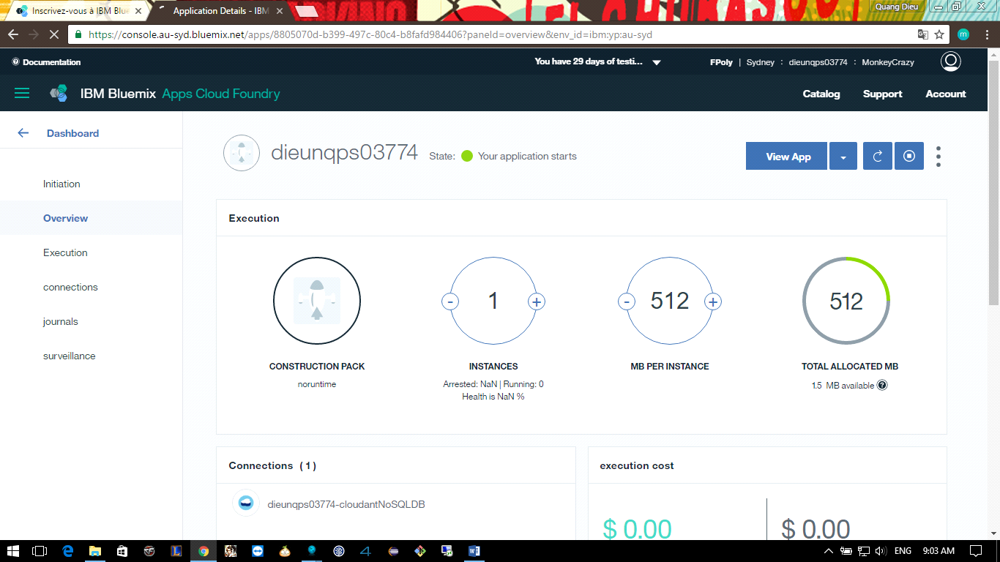 Inscrivez-vous à IBM Blue
Application Details - IBM
Quang Dieu
https://console.au-syd.bluemix.net/apps/8805070d-b399-497c-80c4-b8fafd984406?paneId=overview&env_id=ibm:yp:au-syd
m
Documentation
You have 29 days of testi...
FPoly | Sydney : dieunqps03774 : MonkeyCrazy
IBM Bluemix Apps Cloud Foundry
Catalog Support Account
Dashboard
Initiation
Overview
Execution
connections
journals
surveillance
dieunqps03774 State: Your application starts
View App
Execution
- 1 +
- 512 +
512
CONSTRUCTION PACK
noruntime
INSTANCES
Arrested: NaN | Running: 0
Health is NaN %
MB PER INSTANCE
TOTAL ALLOCATED MB
1.5 MB available ?
Connections (1)
dieunqps03774-cloudantNoSQLDB
execution cost
$ 0.00 $ 0.00
ENG 9:03 AM